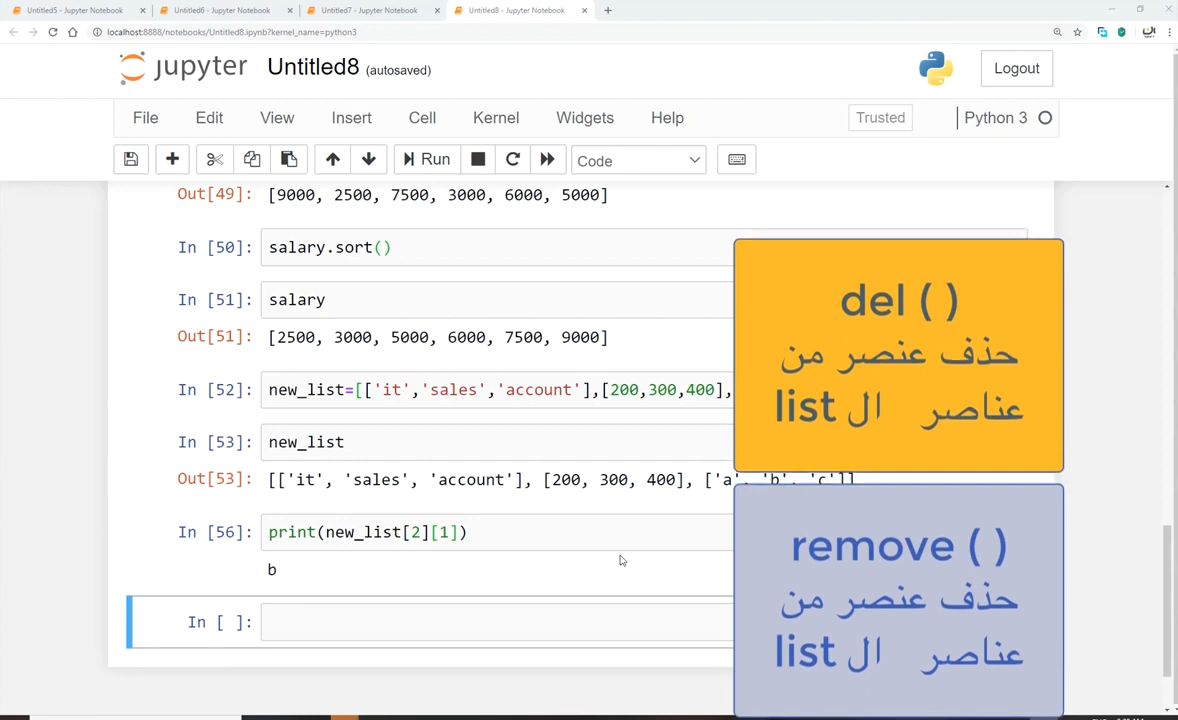 Untitled5 - Jupyter Notebook
Untitled6 - Jupyter Notebook
Untitled7 - Jupyter Notebook
Untitled8 - Jupyter Notebook
localhost:8888/notebooks/Untitled8.ipynb?kernel_name=python3
jupyter Untitled8 (autosaved)
Logout
File Edit View Insert Cell Kernel Widgets Help
Trusted
Python 3
Run
Code
Out[49]: [9000, 2500, 7500, 3000, 6000, 5000]
In [50]: salary.sort()
In [51]: salary
Out[51]: [2500, 3000, 5000, 6000, 7500, 9000]
In [52]: new_list=[['it','sales','account'],[200,300,400],
In [53]: new_list
Out[53]: [['it', 'sales', 'account'], [200, 300, 400], ['a', 'b', 'c']]
In [56]: print(new_list[2][1])
b
In [ ]:
del ( )
حذف عنصر من
عناصر ال list
remove ( )
حذف عنصر من
عناصر ال list